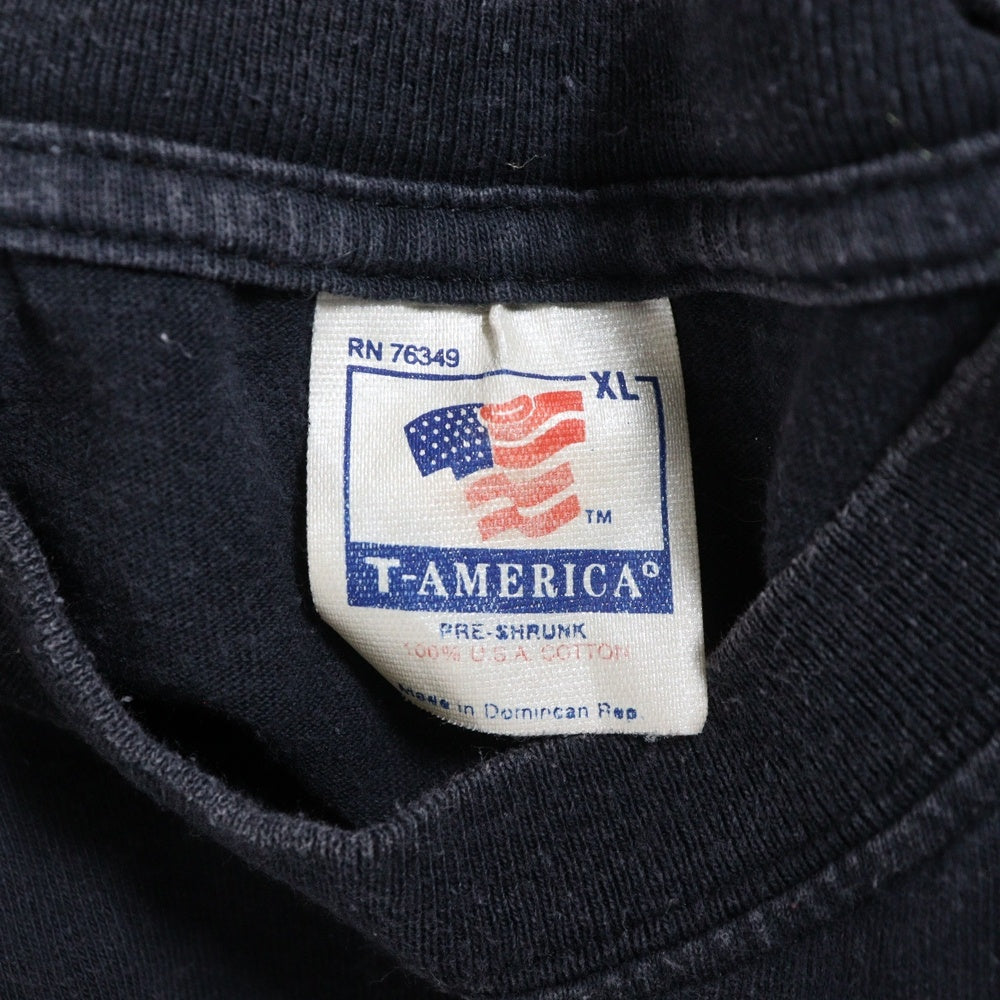 RN 76349
XL
TM
T-AMERICA®
PRE-SHRUNK
100% U.S.A. COTTON
Made in Dominican Rep